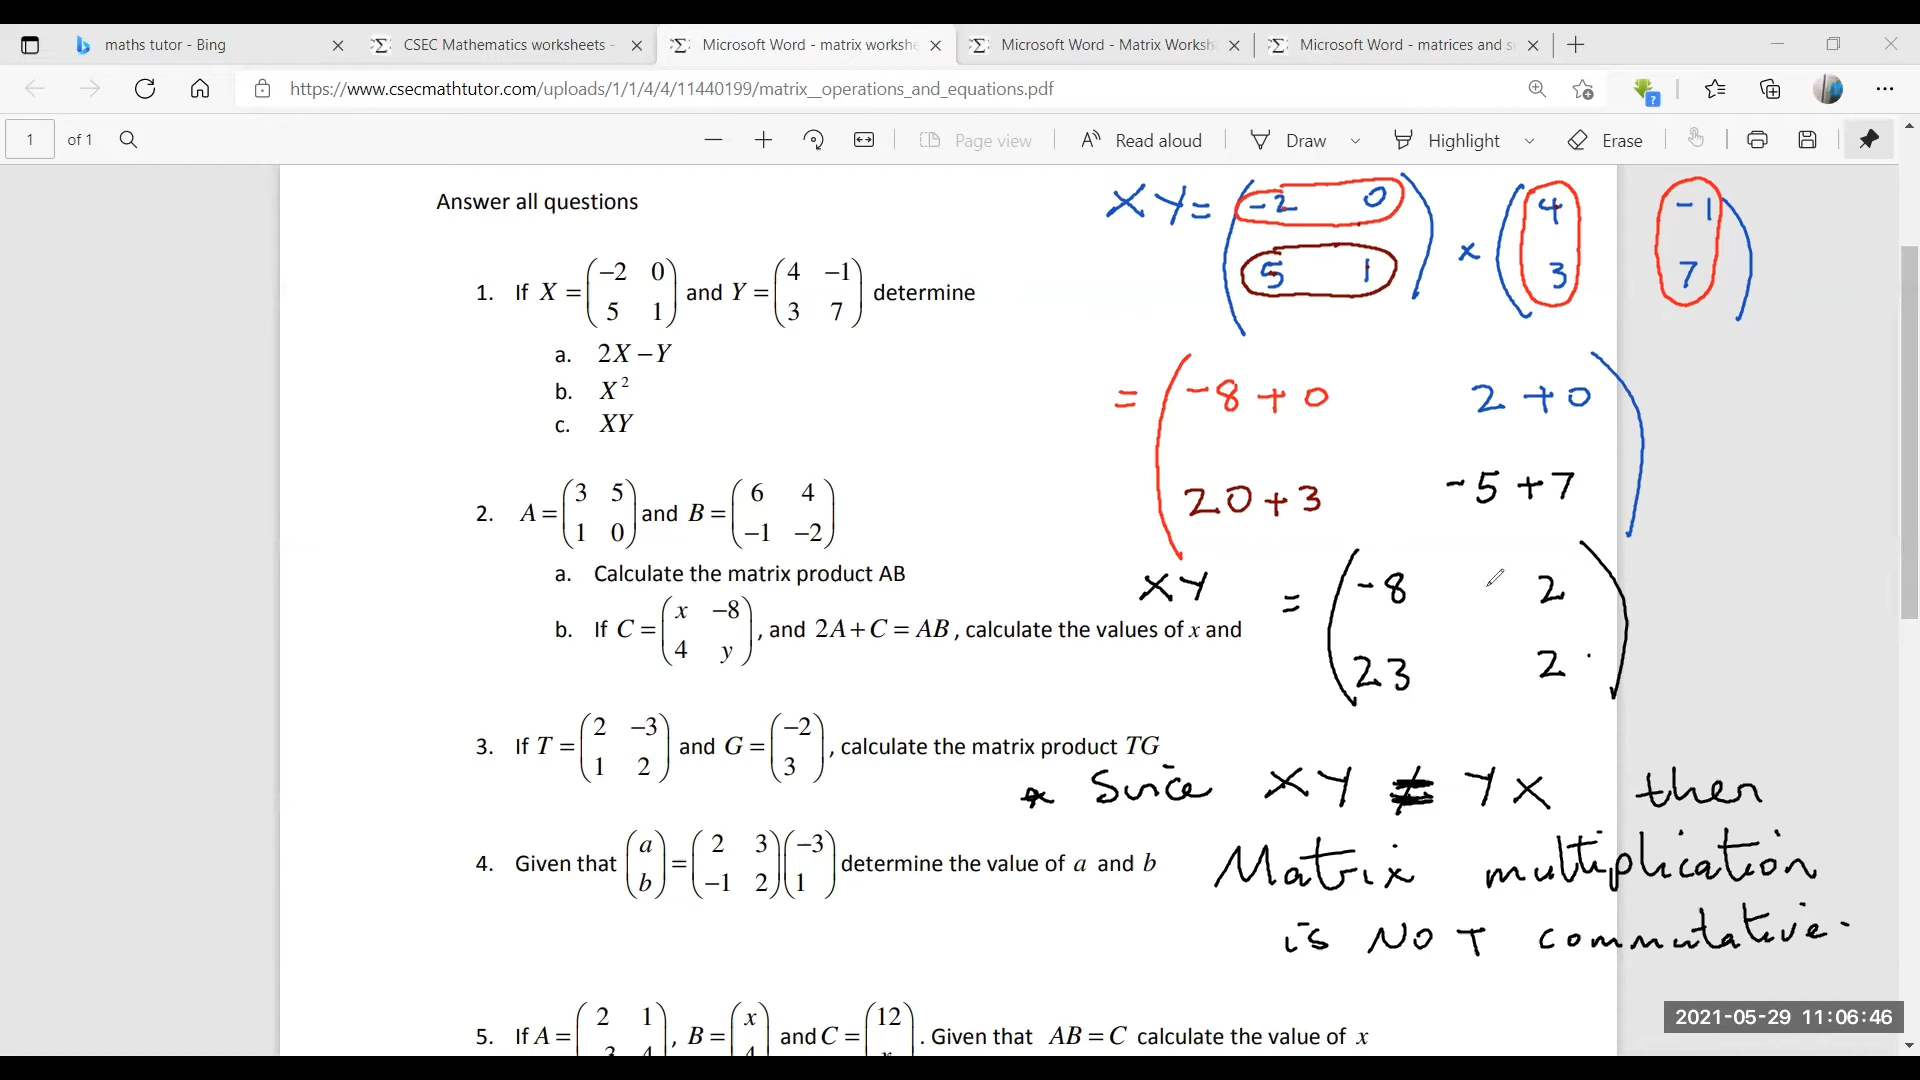 maths tutor - Bing
CSEC Mathematics worksheets -
Microsoft Word - matrix workshe
Microsoft Word - Matrix Worksh
Microsoft Word - matrices and s
https://www.csecmathtutor.com/uploads/1/1/4/4/11440199/matrix__operations_and_equations.pdf
1 of 1
Page view
Read aloud
Draw
Highlight
Erase
Answer all questions
1. If X = (−2 0
5 1) and Y = (4 −1
3 7) determine
a. 2X − Y
b. X²
c. XY
2. A = (3 5
1 0) and B = (6 4
−1 −2)
a. Calculate the matrix product AB
b. If C = (x −8
4 y), and 2A + C = AB, calculate the values of x and
3. If T = (2 −3
1 2) and G = (−2
3), calculate the matrix product TG
4. Given that (a
b) = (2 3
−1 2)(−3
1) determine the value of a and b
5. If A = (2 1
, B = (x
and C = (12
. Given that AB = C calculate the value of x
XY = (-2 0
5 1) × (4 -1
3 7)
= (-8 + 0 2 + 0
20 + 3 -5 + 7)
XY = (-8 2
23 2)
* Since XY ≠ YX then
Matrix multiplication
is NOT commutative.
2021-05-29 11:06:46